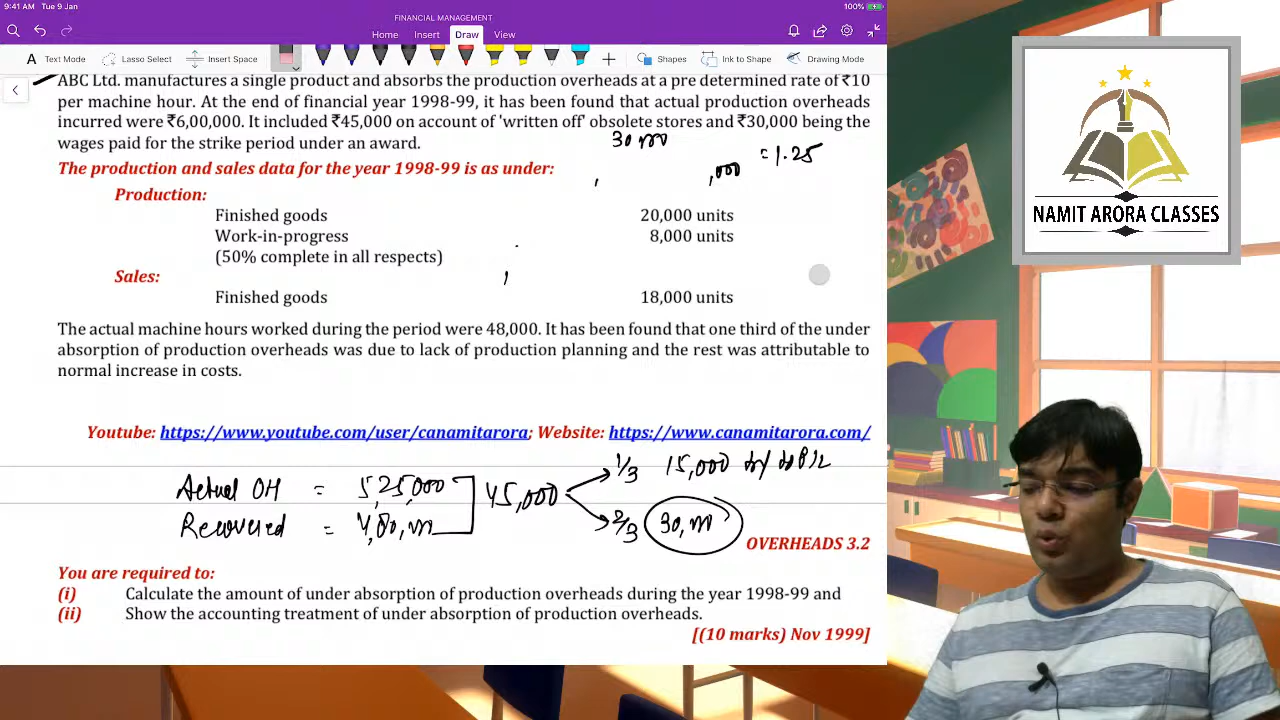 9:41 AM Tue 9 Jan
100%
FINANCIAL MANAGEMENT
Home Insert Draw View
Text Mode Lasso Select Insert Space Shapes Ink to Shape Drawing Mode
ABC Ltd. manufactures a single product and absorbs the production overheads at a pre determined rate of ₹10
per machine hour. At the end of financial year 1998-99, it has been found that actual production overheads
incurred were ₹6,00,000. It included ₹45,000 on account of 'written off' obsolete stores and ₹30,000 being the
wages paid for the strike period under an award.
= 1.25
,000
The production and sales data for the year 1998-99 is as under:
Production:
Finished goods 20,000 units
Work-in-progress 8,000 units
(50% complete in all respects)
Sales:
Finished goods 18,000 units
The actual machine hours worked during the period were 48,000. It has been found that one third of the under
absorption of production overheads was due to lack of production planning and the rest was attributable to
normal increase in costs.
Youtube: https://www.youtube.com/user/canamitarora; Website: https://www.canamitarora.com/
1/3 15,000
Actual OH = 5,25,000
45,000
Recovered =
2/3
OVERHEADS 3.2
You are required to:
(i) Calculate the amount of under absorption of production overheads during the year 1998-99 and
(ii) Show the accounting treatment of under absorption of production overheads.
[(10 marks) Nov 1999]
NAMIT ARORA CLASSES